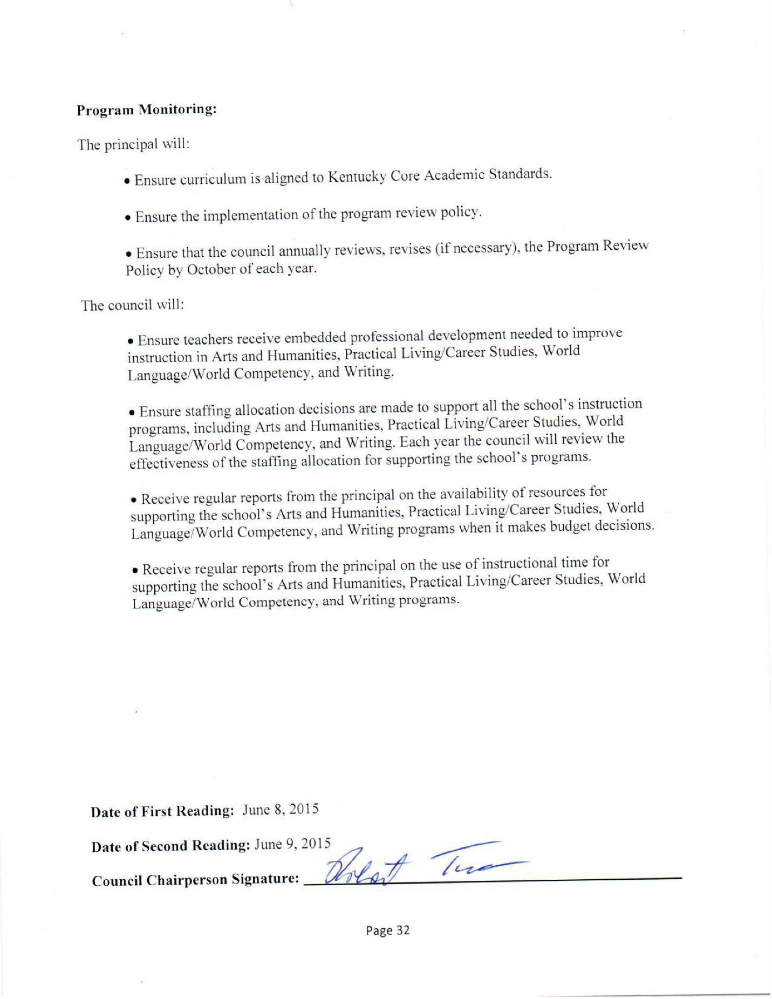 Program Monitoring:
The principal will:
• Ensure curriculum is aligned to Kentucky Core Academic Standards.
• Ensure the implementation of the program review policy.
• Ensure that the council annually reviews, revises (if necessary), the Program Review
Policy by October of each year.
The council will:
• Ensure teachers receive embedded professional development needed to improve
instruction in Arts and Humanities, Practical Living/Career Studies, World
Language/World Competency, and Writing.
• Ensure staffing allocation decisions are made to support all the school's instruction
programs, including Arts and Humanities, Practical Living/Career Studies, World
Language/World Competency, and Writing. Each year the council will review the
effectiveness of the staffing allocation for supporting the school's programs.
• Receive regular reports from the principal on the availability of resources for
supporting the school's Arts and Humanities, Practical Living/Career Studies, World
Language/World Competency, and Writing programs when it makes budget decisions.
• Receive regular reports from the principal on the use of instructional time for
supporting the school's Arts and Humanities, Practical Living/Career Studies, World
Language/World Competency, and Writing programs.
Date of First Reading: June 8, 2015
Date of Second Reading: June 9, 2015
Council Chairperson Signature: Robert
Page 32